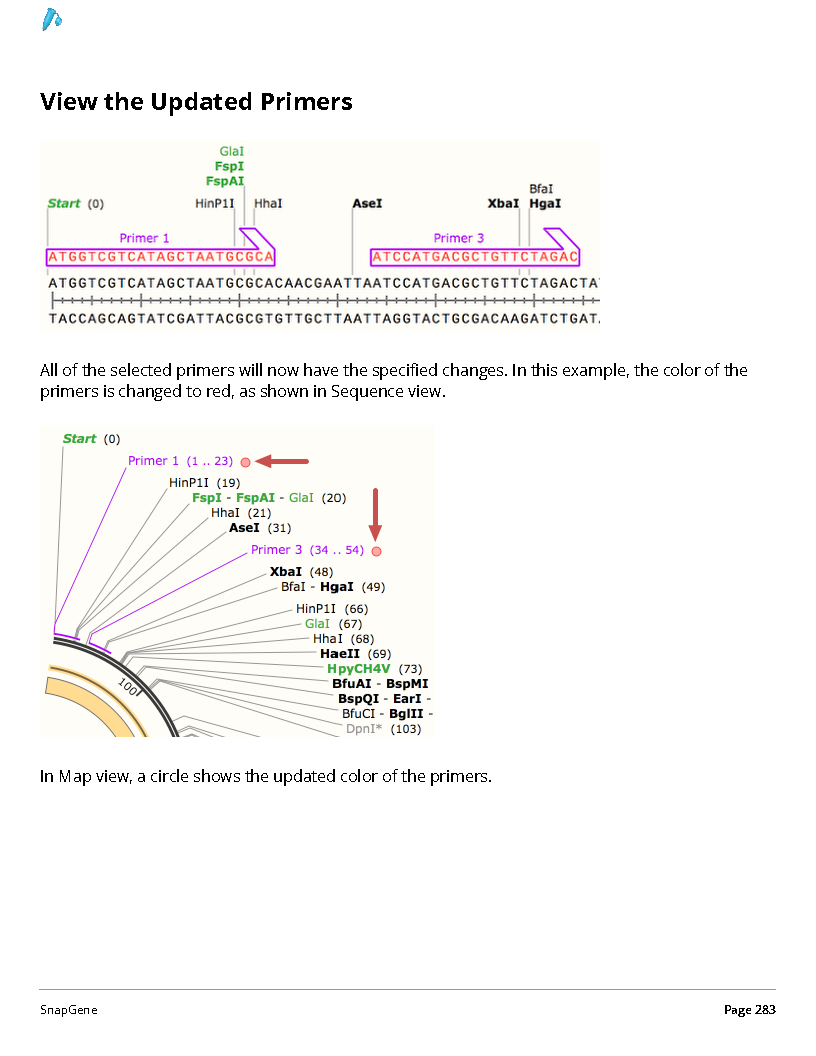 View the Updated Primers
GlaI
FspI
FspAI
BfaI
Start (0)
HinP1I
HhaI
AseI
XbaI
HgaI
Primer 1
Primer 3
ATGGTCGTCATAGCTAATGCGCA
ATCCATGACGCTGTTCTAGAC
ATGGTCGTCATAGCTAATGCGCACAACGAATTAATCCATGACGCTGTTCTAGACTA
TACCAGCAGTATCGATTACGCGTGTTGCTTAATTAGGTACTGCGACAAGATCTGAT
All of the selected primers will now have the specified changes. In this example, the color of the
primers is changed to red, as shown in Sequence view.
Start (0)
Primer 1 (1 .. 23)
HinP1I (19)
FspI - FspAI - GlaI (20)
HhaI (21)
AseI (31)
Primer 3 (34 .. 54)
XbaI (48)
BfaI - HgaI (49)
HinP1I (66)
GlaI (67)
HhaI (68)
HaeII (69)
HpyCH4V (73)
BfuAI - BspMI
BspQI - EarI -
BfuCI - BglII -
DpnI* (103)
100
In Map view, a circle shows the updated color of the primers.
SnapGene
Page 283